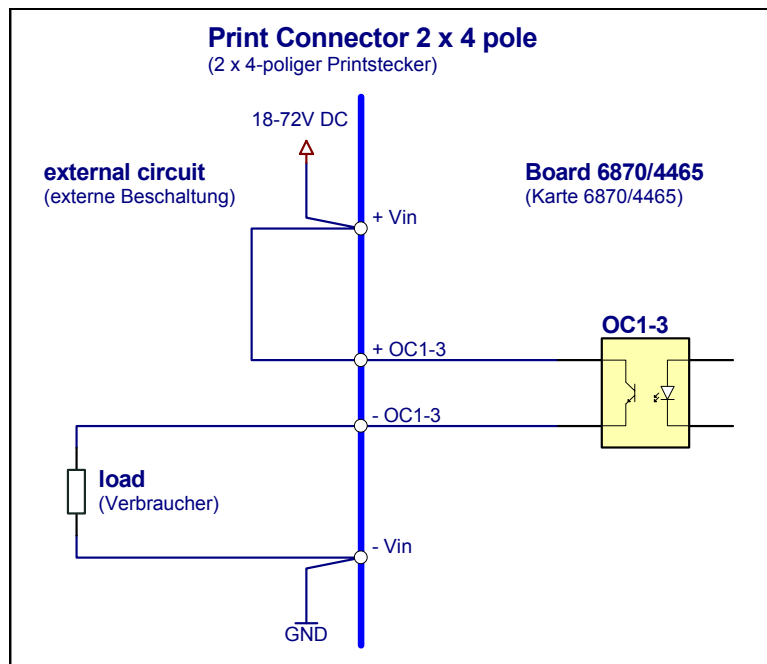 Print Connector 2 x 4 pole
(2 x 4-poliger Printstecker)
18-72V DC
external circuit
(externe Beschaltung)
Board 6870/4465
(Karte 6870/4465)
+ Vin
OC1-3
+ OC1-3
- OC1-3
load
(Verbraucher)
- Vin
GND